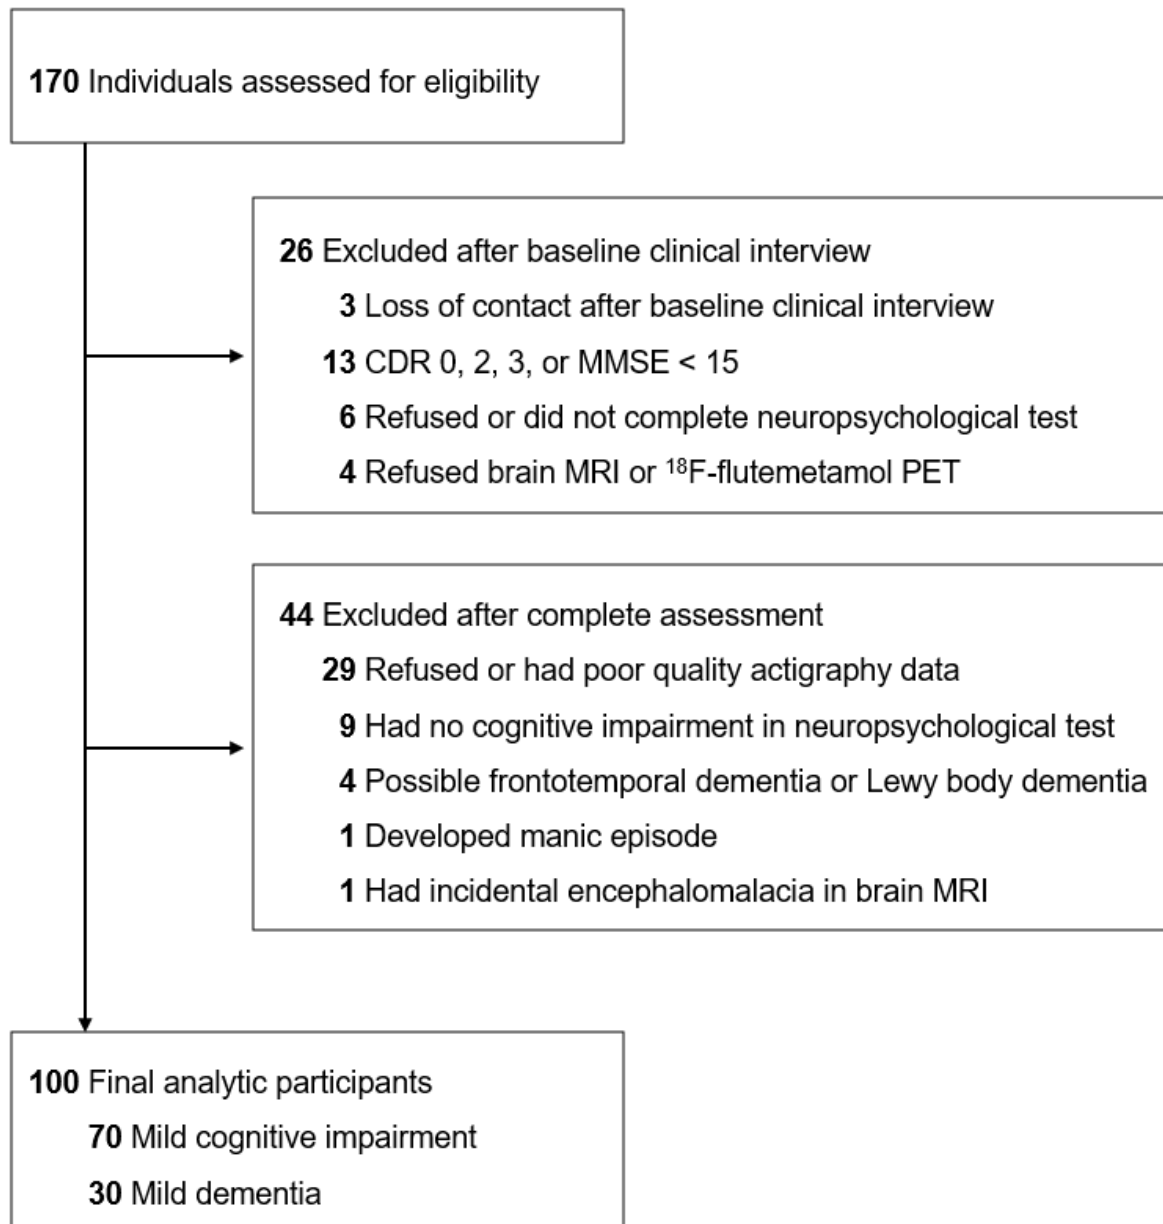 170 Individuals assessed for eligibility
26 Excluded after baseline clinical interview
3 Loss of contact after baseline clinical interview
13 CDR 0, 2, 3, or MMSE < 15
6 Refused or did not complete neuropsychological test
4 Refused brain MRI or ¹⁸F-flutemetamol PET
44 Excluded after complete assessment
29 Refused or had poor quality actigraphy data
9 Had no cognitive impairment in neuropsychological test
4 Possible frontotemporal dementia or Lewy body dementia
1 Developed manic episode
1 Had incidental encephalomalacia in brain MRI
100 Final analytic participants
70 Mild cognitive impairment
30 Mild dementia